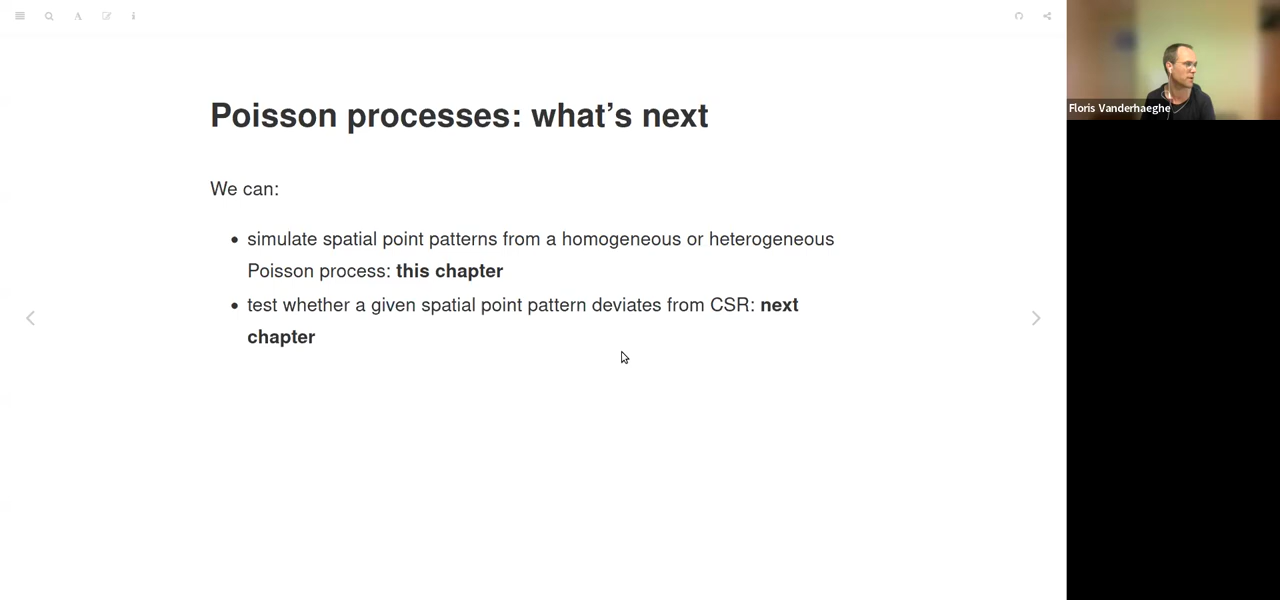 Poisson processes: what’s next
We can:
• simulate spatial point patterns from a homogeneous or heterogeneous
Poisson process: this chapter
• test whether a given spatial point pattern deviates from CSR: next
chapter
Floris Vanderhaeghe